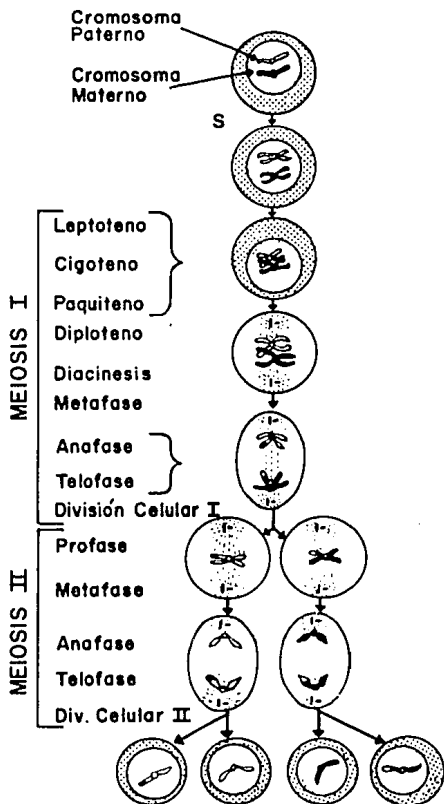 Cromosoma
Paterno
Cromosoma
Materno
S
MEIOSIS I
Leptoteno
Cigoteno
Paquiteno
Diploteno
Diacinesis
Metafase
Anafase
Telofase
División Celular I
MEIOSIS II
Profase
Metafase
Anafase
Telofase
Div. Celular II